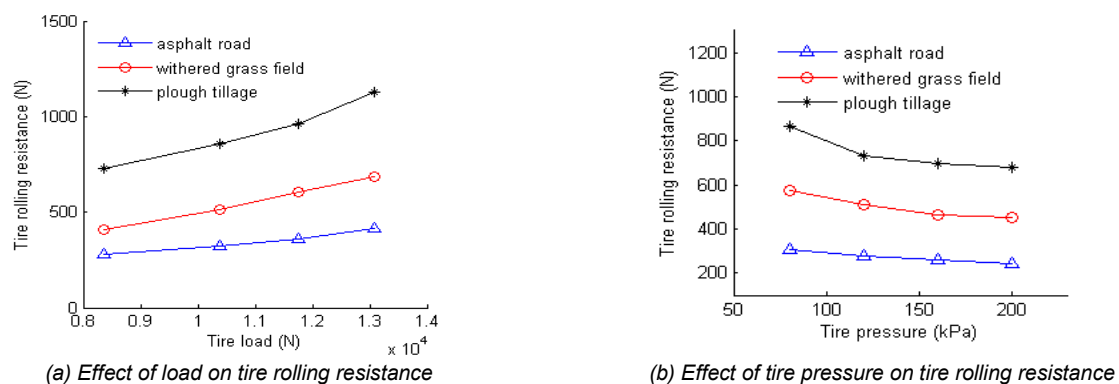 1500
1000
500
0
Tire rolling resistance (N)
asphalt road
withered grass field
plough tillage
0.8 0.9 1 1.1 1.2 1.3 1.4
Tire load (N)
x 10⁴
(a) Effect of load on tire rolling resistance
1200
1000
800
600
400
200
Tire rolling resistance (N)
asphalt road
withered grass field
plough tillage
50 100 150 200
Tire pressure (kPa)
(b) Effect of tire pressure on tire rolling resistance